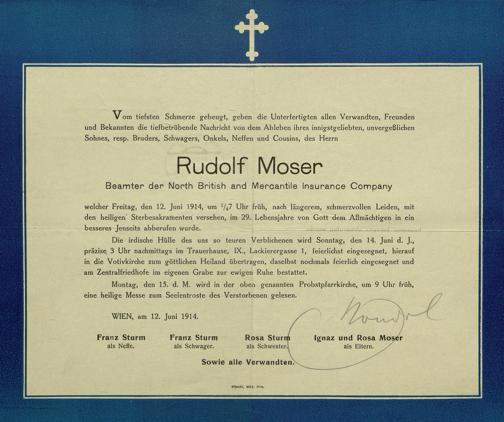 Vom tiefsten Schmerze gebeugt, geben die Unterfertigten allen Verwandten, Freunden
und Bekannten die tiefbetrübende Nachricht von dem Ableben ihres innigstgeliebten, unvergeßlichen
Sohnes, resp. Bruders, Schwagers, Onkels, Neffen und Cousins, des Herrn
Rudolf Moser
Beamter der North British and Mercantile Insurance Company
welcher Freitag, den 12. Juni 1914, um ¼7 Uhr früh, nach längerem, schmerzvollen Leiden, mit
den heiligen Sterbesakramenten versehen, im 29. Lebensjahre von Gott dem Allmächtigen in ein
besseres Jenseits abberufen wurde.
Die irdische Hülle des uns so teuren Verblichenen wird Sonntag, den 14. Juni d. J.,
präzise 3 Uhr nachmittags im Trauerhause, IX., Lackierergasse 1, feierlichst eingesegnet, hierauf
in die Votivkirche zum göttlichen Heiland übertragen, daselbst nochmals feierlich eingesegnet und
am Zentralfriedhofe im eigenen Grabe zur ewigen Ruhe bestattet.
Montag, den 15. d. M. wird in der oben genannten Probstpfarrkirche, um 9 Uhr früh,
eine heilige Messe zum Seelentroste des Verstorbenen gelesen.
WIEN, am 12. Juni 1914.
Franz Sturm Franz Sturm Rosa Sturm Ignaz und Rosa Moser
als Neffe. als Schwager. als Schwester. als Eltern.
Sowie alle Verwandten.